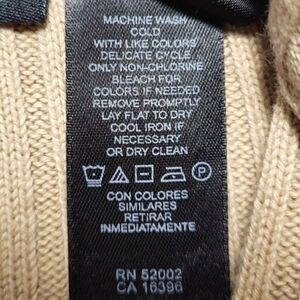 MACHINE WASH
COLD
WITH LIKE COLORS
DELICATE CYCLE
ONLY NON-CHLORINE
BLEACH FOR
COLORS IF NEEDED
REMOVE PROMPTLY
LAY FLAT TO DRY
COOL IRON IF
NECESSARY
OR DRY CLEAN
P
CON COLORES
SIMILARES
RETIRAR
INMEDIATAMENTE
RN 52002
CA 16396